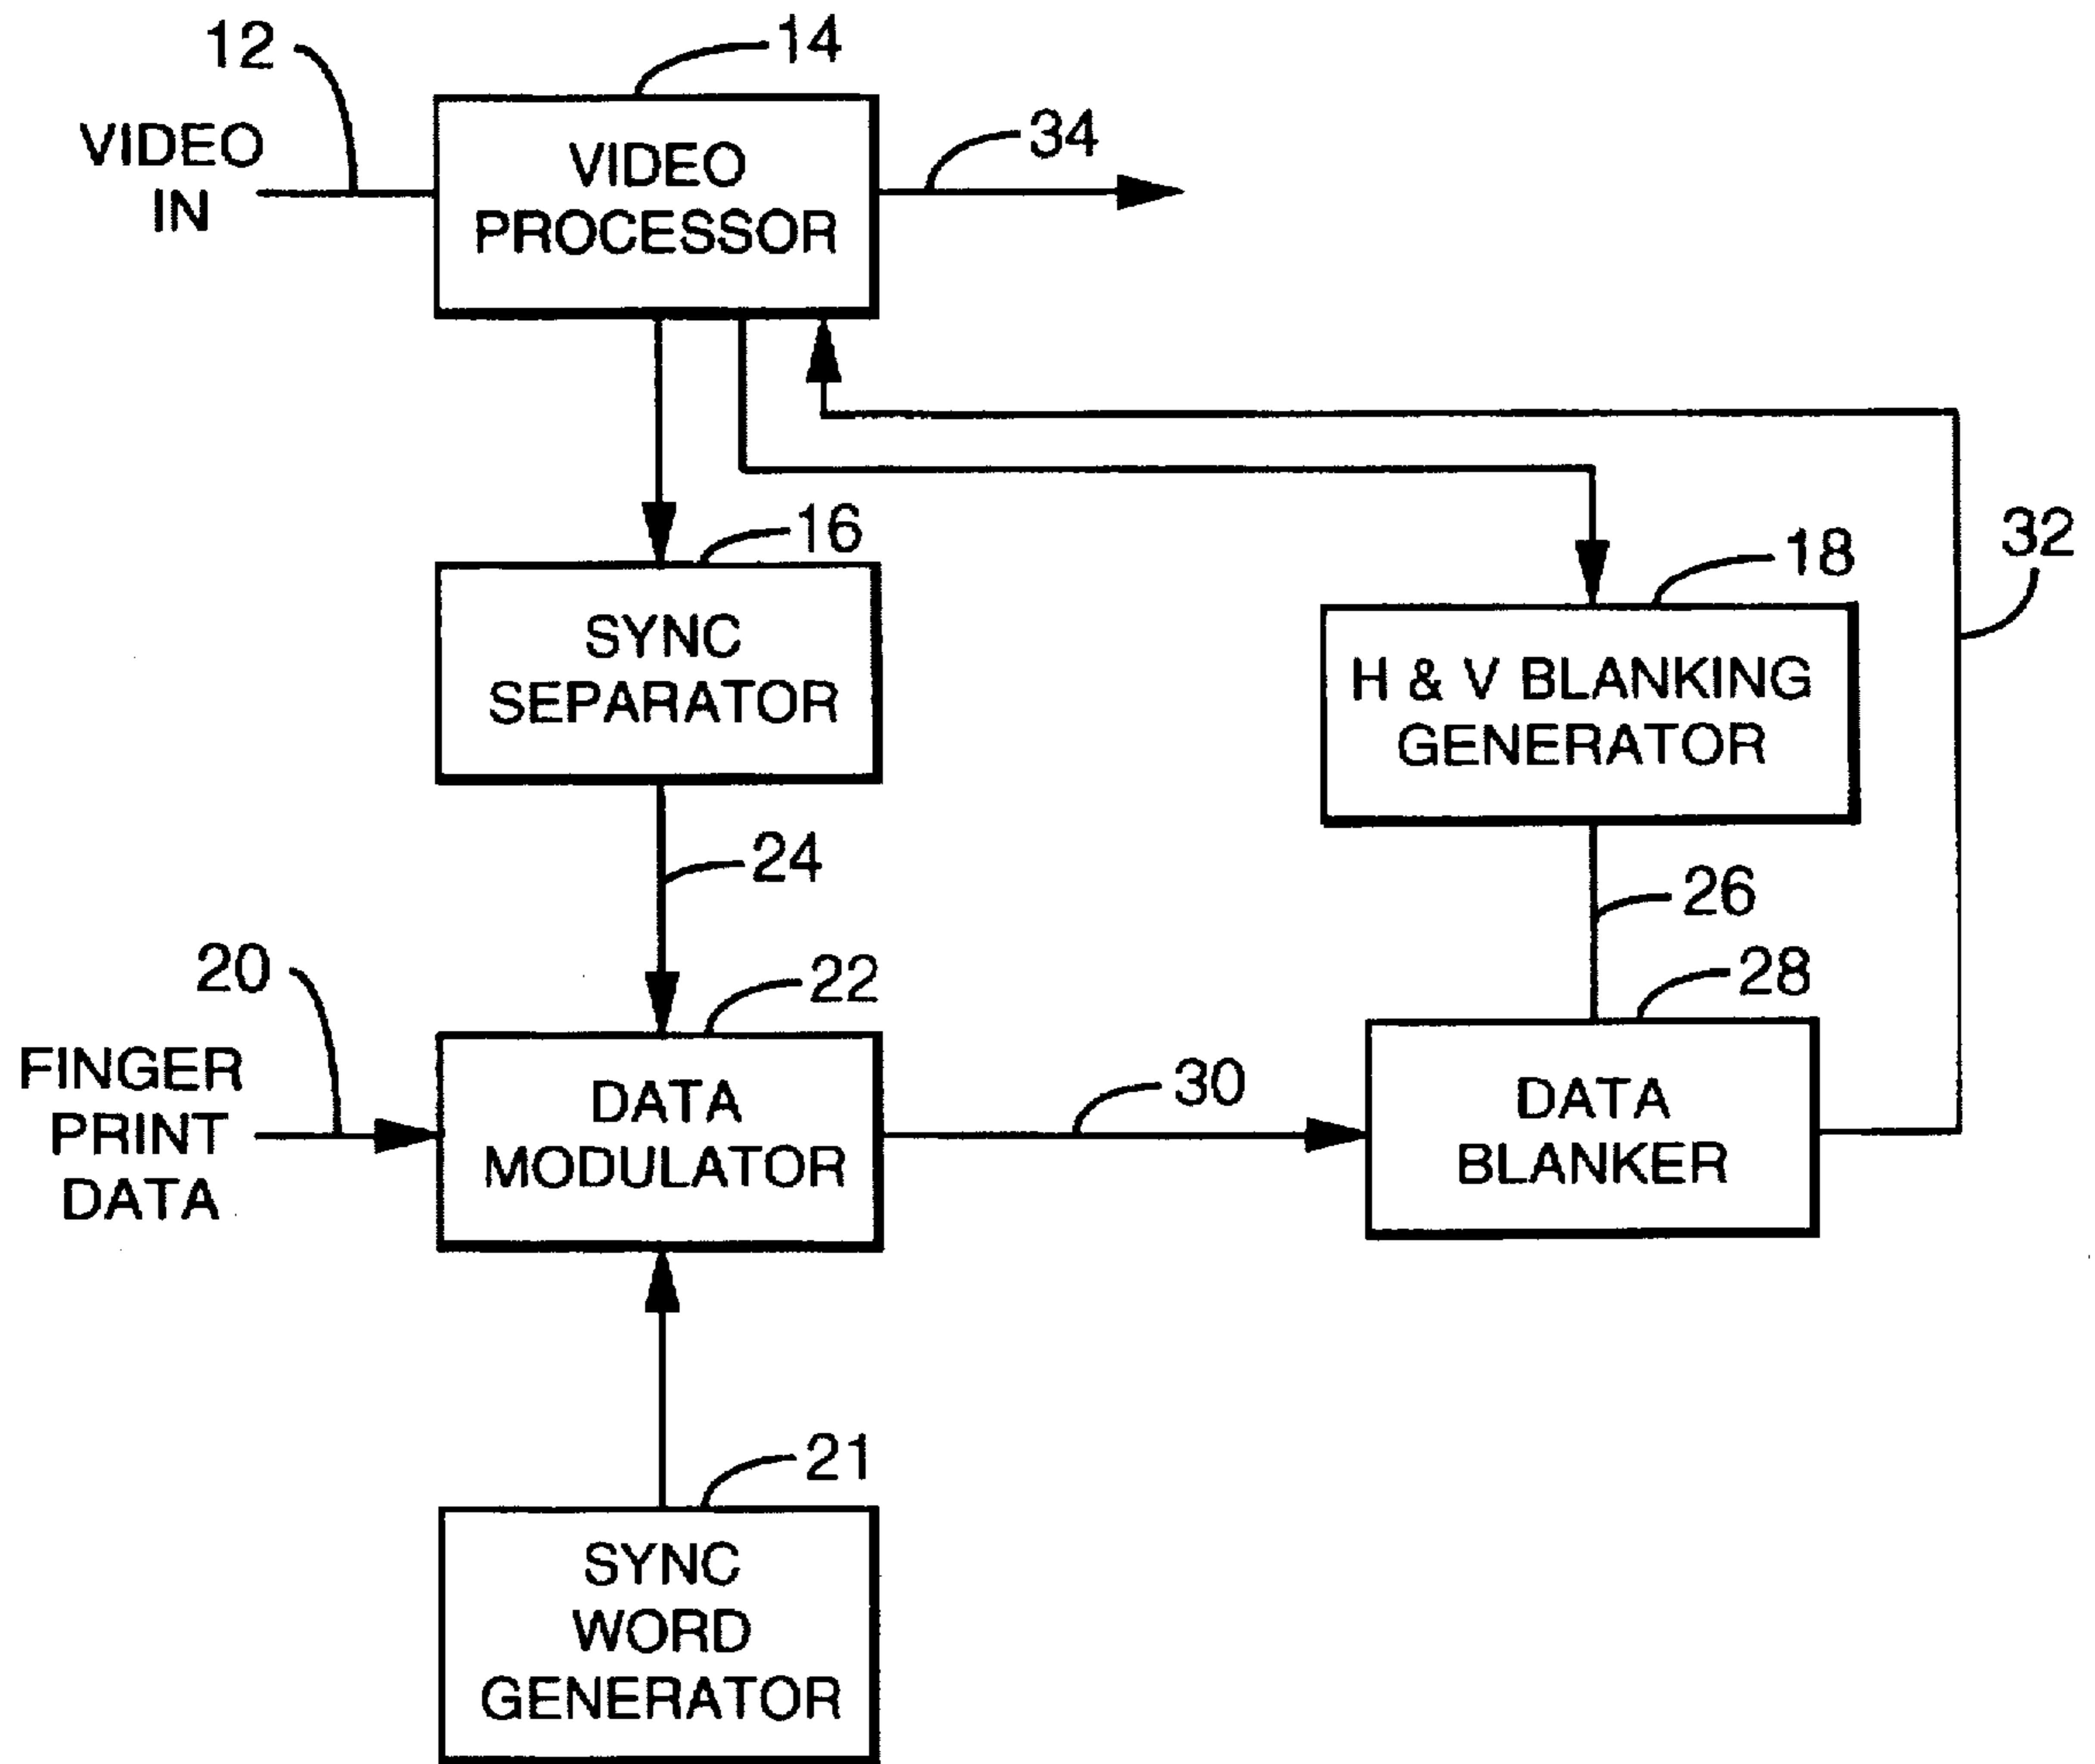 12
14
VIDEO
IN
VIDEO
PROCESSOR
34
16
SYNC
SEPARATOR
18
32
H & V BLANKING
GENERATOR
24
26
20
22
28
FINGER
PRINT
DATA
DATA
MODULATOR
30
DATA
BLANKER
21
SYNC
WORD
GENERATOR